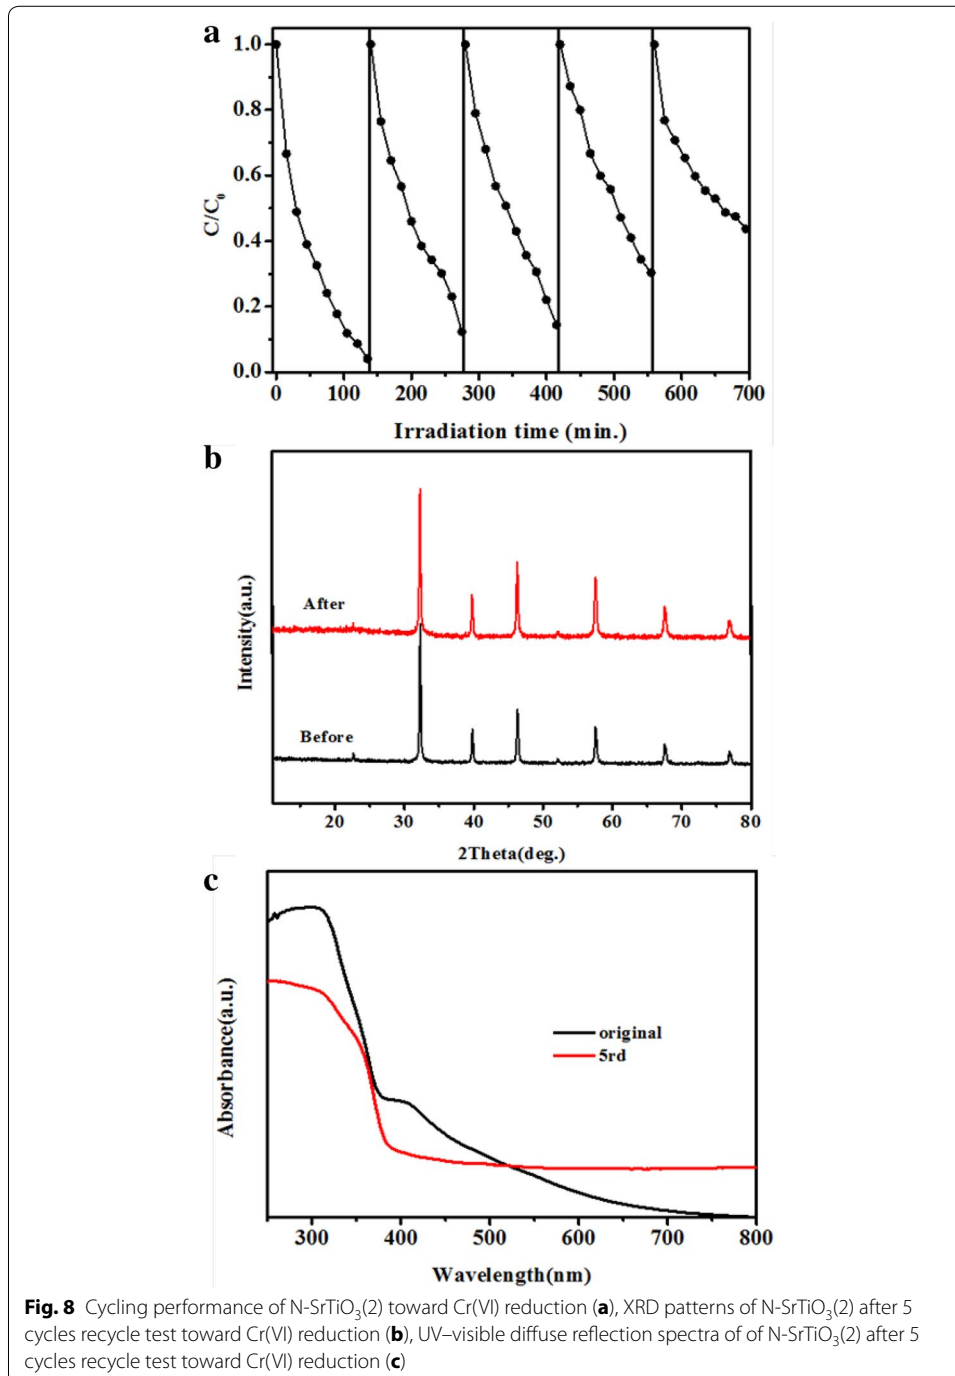 a
1.0
0.8
0.6
0.4
0.2
0.0
C/C₀
0 100 200 300 400 500 600 700
Irradiation time (min.)
b
After
Before
Intensity(a.u.)
20 30 40 50 60 70 80
2Theta(deg.)
c
original
5rd
Absorbance(a.u.)
300 400 500 600 700 800
Wavelength(nm)
Fig. 8 Cycling performance of N-SrTiO₃(2) toward Cr(VI) reduction (a), XRD patterns of N-SrTiO₃(2) after 5
cycles recycle test toward Cr(VI) reduction (b), UV–visible diffuse reflection spectra of of N-SrTiO₃(2) after 5
cycles recycle test toward Cr(VI) reduction (c)